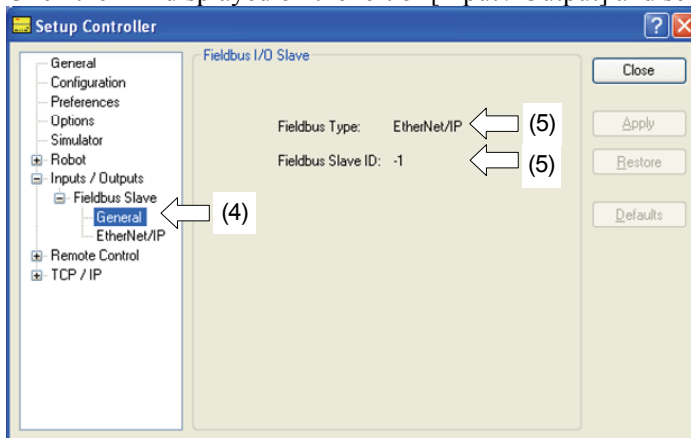 Setup Controller
General
Configuration
Preferences
Options
Simulator
Robot
Inputs / Outputs
Fieldbus Slave
General
EtherNet/IP
Remote Control
TCP / IP
(4)
Fieldbus I/O Slave
Fieldbus Type: EtherNet/IP (5)
Fieldbus Slave ID: -1 (5)
Close
Apply
Restore
Defaults